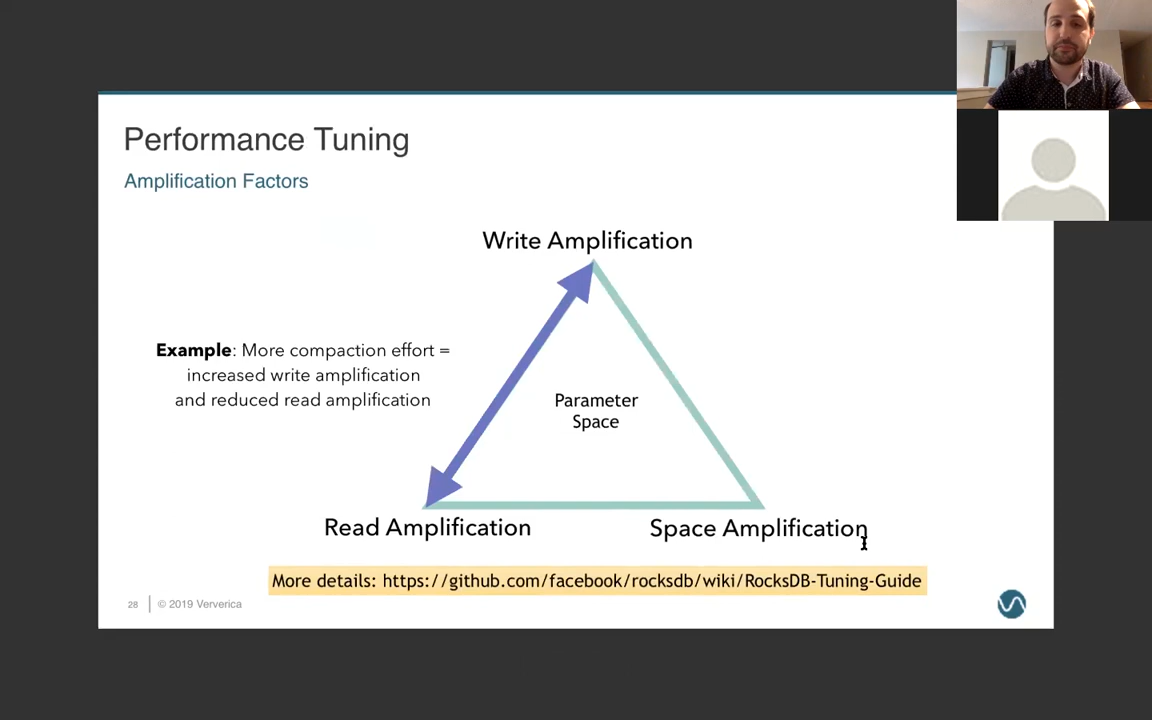 Performance Tuning
Amplification Factors
Write Amplification
Example: More compaction effort =
increased write amplification
and reduced read amplification
Parameter
Space
Read Amplification
Space Amplification
More details: https://github.com/facebook/rocksdb/wiki/RocksDB-Tuning-Guide
28 © 2019 Ververica